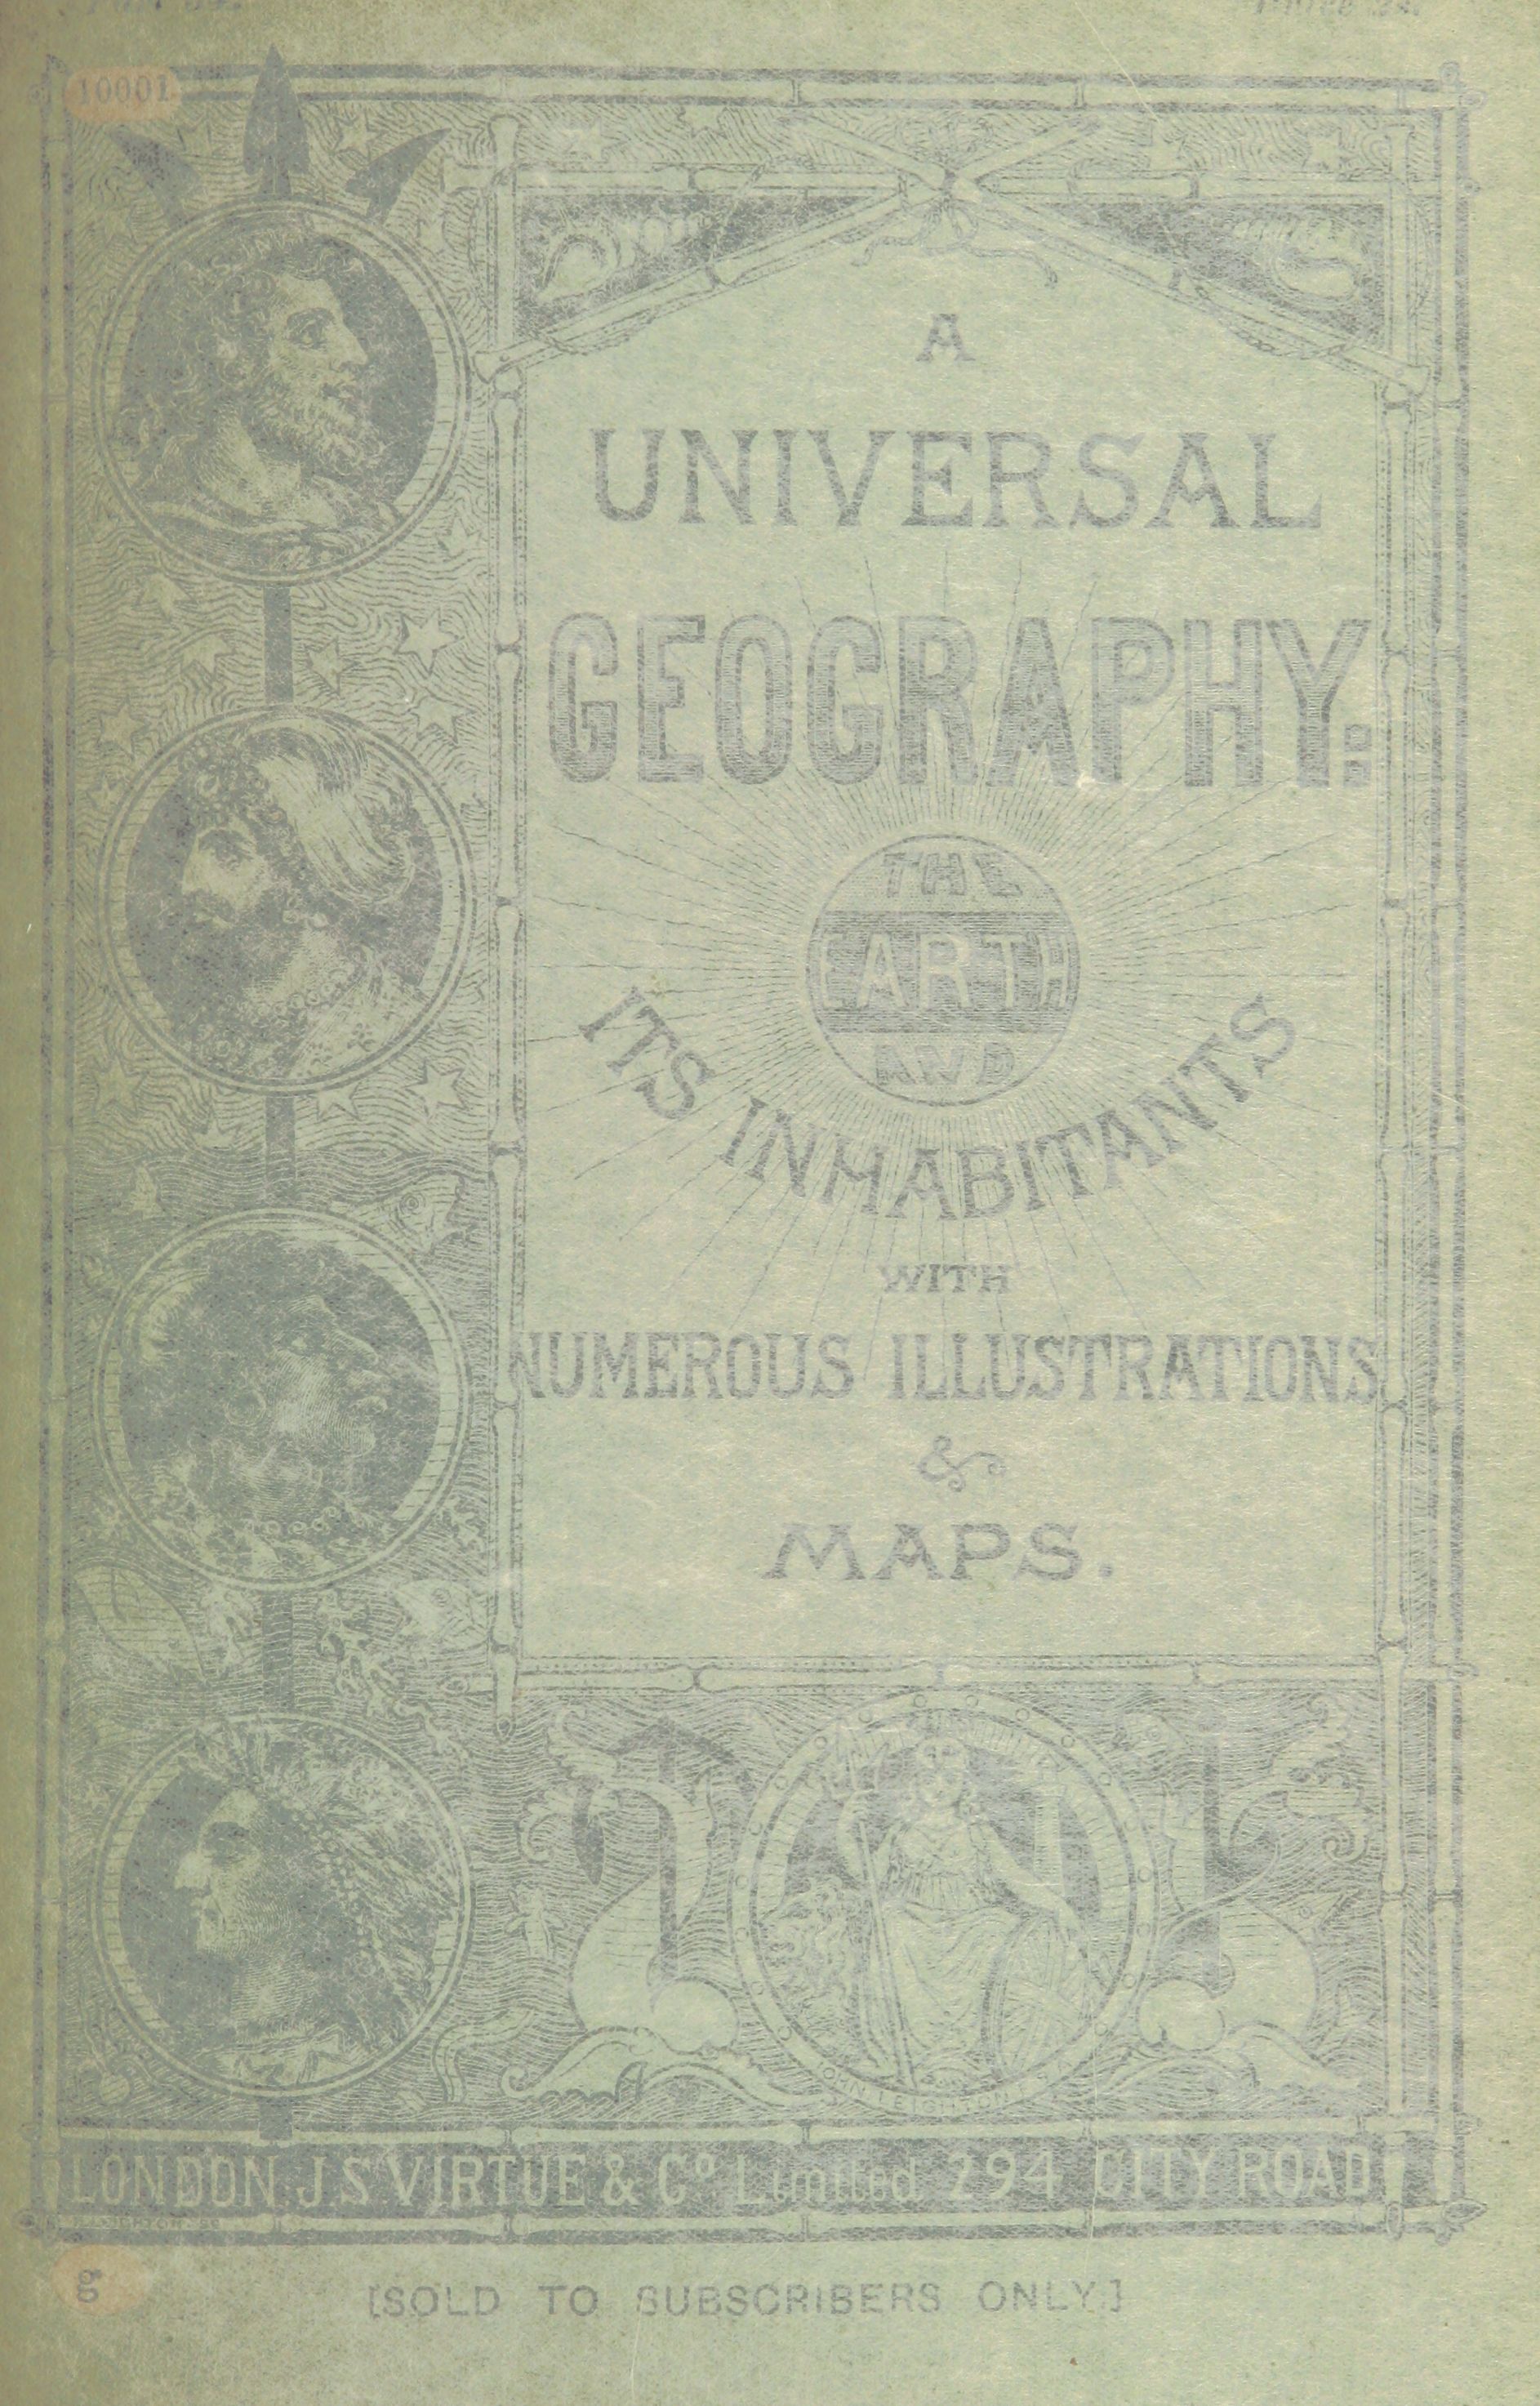 10001
A
UNIVERSAL
GEOGRAPHY:
THE
EARTH
AND
ITS INHABITANTS
WITH
NUMEROUS ILLUSTRATIONS
&
MAPS.
LONDON. J. S. VIRTUE & Co Limited 294 CITY ROAD
g
[SOLD TO SUBSCRIBERS ONLY.]